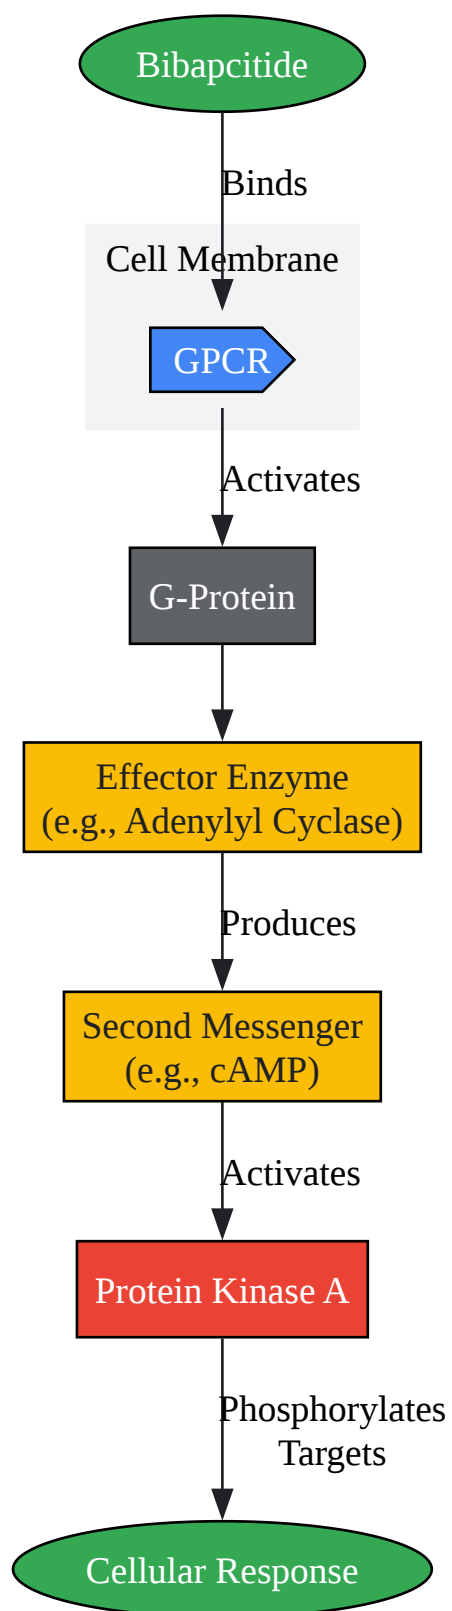 Bibapcitide
Binds
Cell Membrane
GPCR
Activates
G-Protein
Effector Enzyme
(e.g., Adenylyl Cyclase)
Produces
Second Messenger
(e.g., cAMP)
Activates
Protein Kinase A
Phosphorylates
Targets
Cellular Response